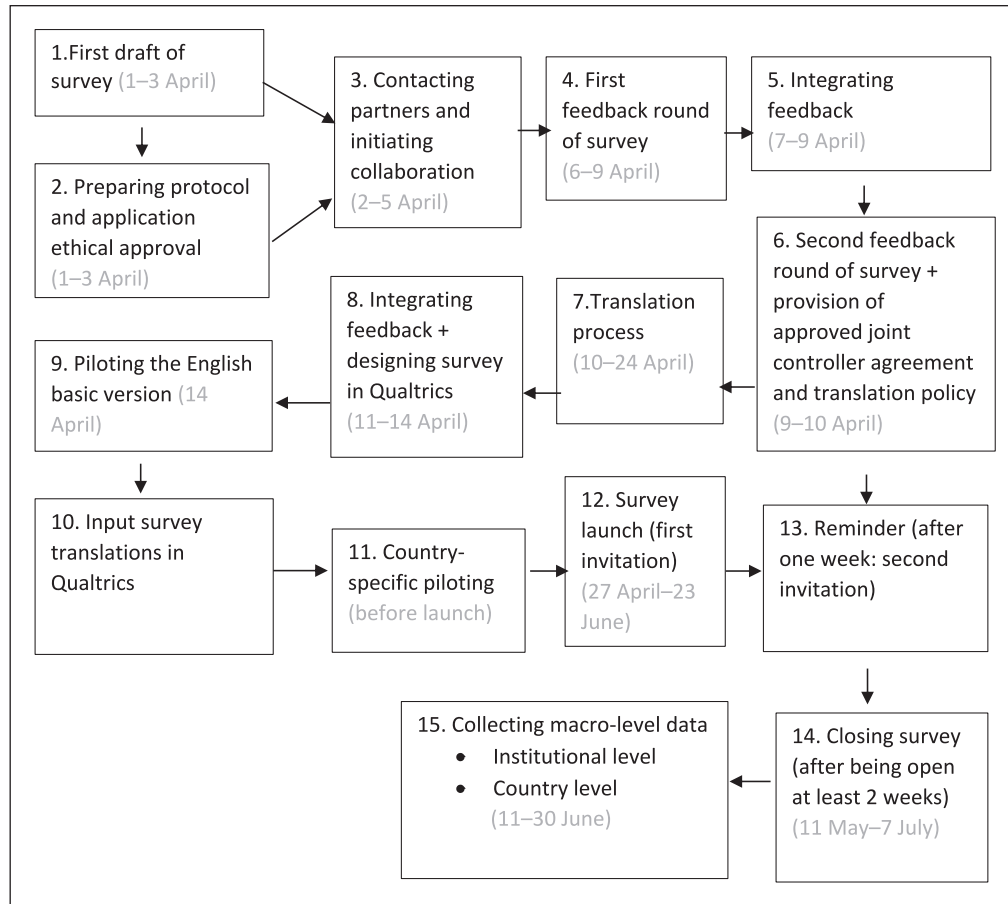 1.First draft of
survey (1–3 April)
2. Preparing protocol
and application
ethical approval
(1–3 April)
3. Contacting
partners and
initiating
collaboration
(2–5 April)
4. First
feedback round
of survey
(6–9 April)
5. Integrating
feedback
(7–9 April)
6. Second feedback
round of survey +
provision of
approved joint
controller agreement
and translation policy
(9–10 April)
7.Translation
process
(10–24 April)
8. Integrating
feedback +
designing survey
in Qualtrics
(11–14 April)
9. Piloting the English
basic version (14
April)
10. Input survey
translations in
Qualtrics
11. Country-
specific piloting
(before launch)
12. Survey
launch (first
invitation)
(27 April–23
June)
13. Reminder (after
one week: second
invitation)
14. Closing survey
(after being open
at least 2 weeks)
(11 May–7 July)
15. Collecting macro-level data
• Institutional level
• Country level
(11–30 June)